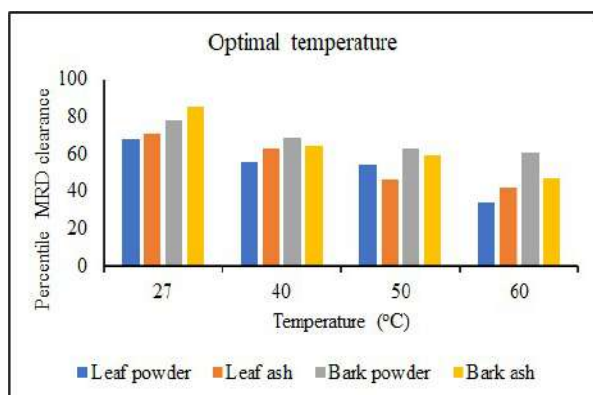 Optimal temperature
Percentile MRD clearance
100
80
60
40
20
0
27 40 50 60
Temperature (°C)
Leaf powder Leaf ash Bark powder Bark ash